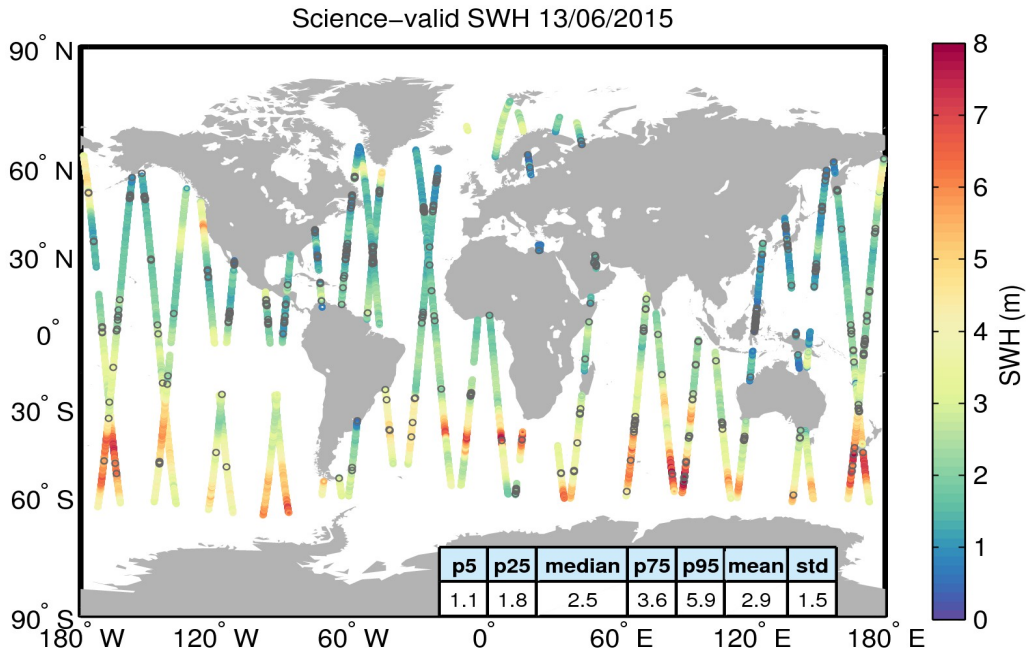 Science−valid SWH 13/06/2015
90° N
60° N
30° N
0°
30° S
60° S
90° S
180° W
120° W
60° W
0°
60° E
120° E
180° E
p5 p25 median p75 p95 mean std
1.1 1.8 2.5 3.6 5.9 2.9 1.5
8
7
6
5
4
3
2
1
0
SWH (m)